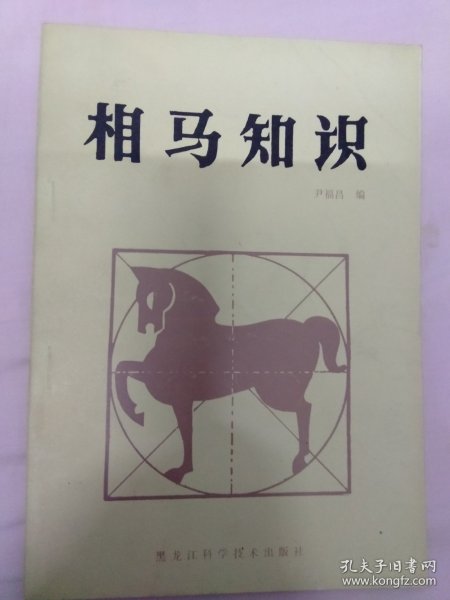 相马知识
尹福昌 编
黑龙江科学技术出版社
孔夫子旧书网
www.kongfz.com